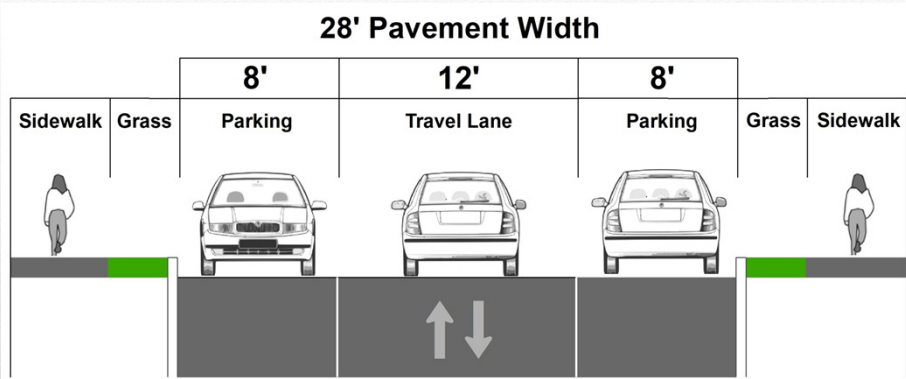 28' Pavement Width
8' 12' 8'
Sidewalk Grass Parking Travel Lane Parking Grass Sidewalk